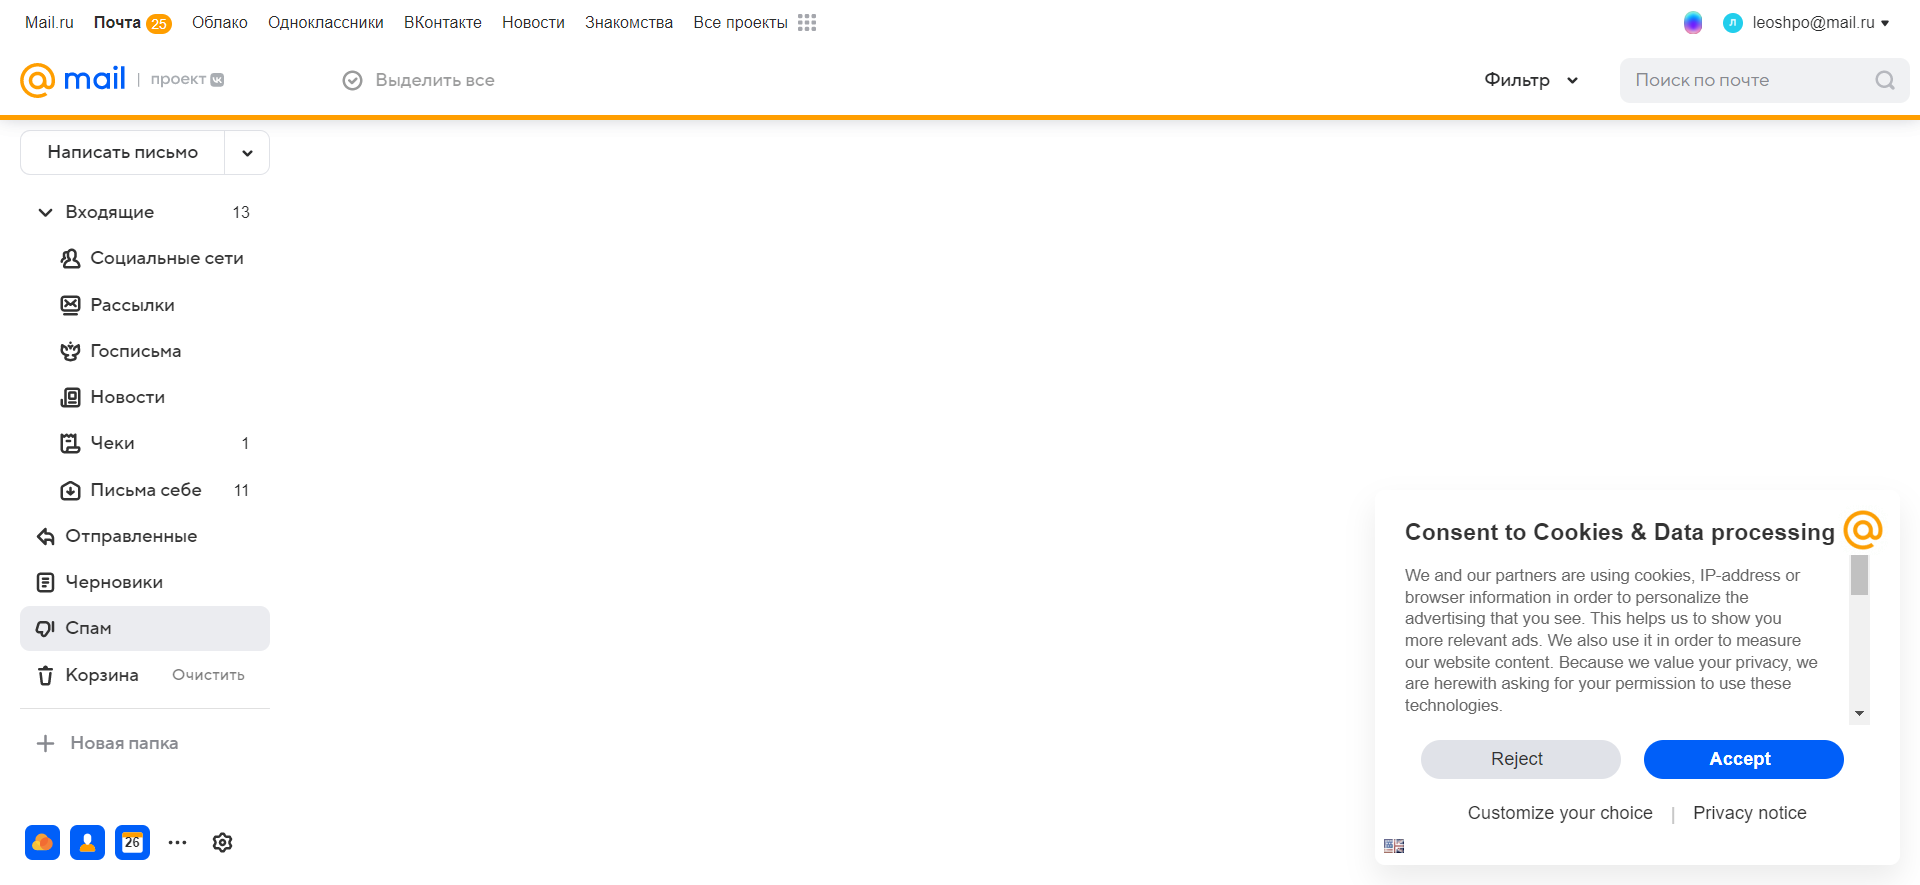 Mail.ru Почта 25 Облако Одноклассники ВКонтакте Новости Знакомства Все проекты
л leoshpo@mail.ru
@mail | проект
Выделить все
Фильтр
Поиск по почте
Написать письмо
Входящие 13
Социальные сети
Рассылки
Госписьма
Новости
Чеки 1
Письма себе 11
Отправленные
Черновики
Спам
Корзина Очистить
Новая папка
26
Consent to Cookies & Data processing
We and our partners are using cookies, IP-address or
browser information in order to personalize the
advertising that you see. This helps us to show you
more relevant ads. We also use it in order to measure
our website content. Because we value your privacy, we
are herewith asking for your permission to use these
technologies.
Reject Accept
Customize your choice | Privacy notice